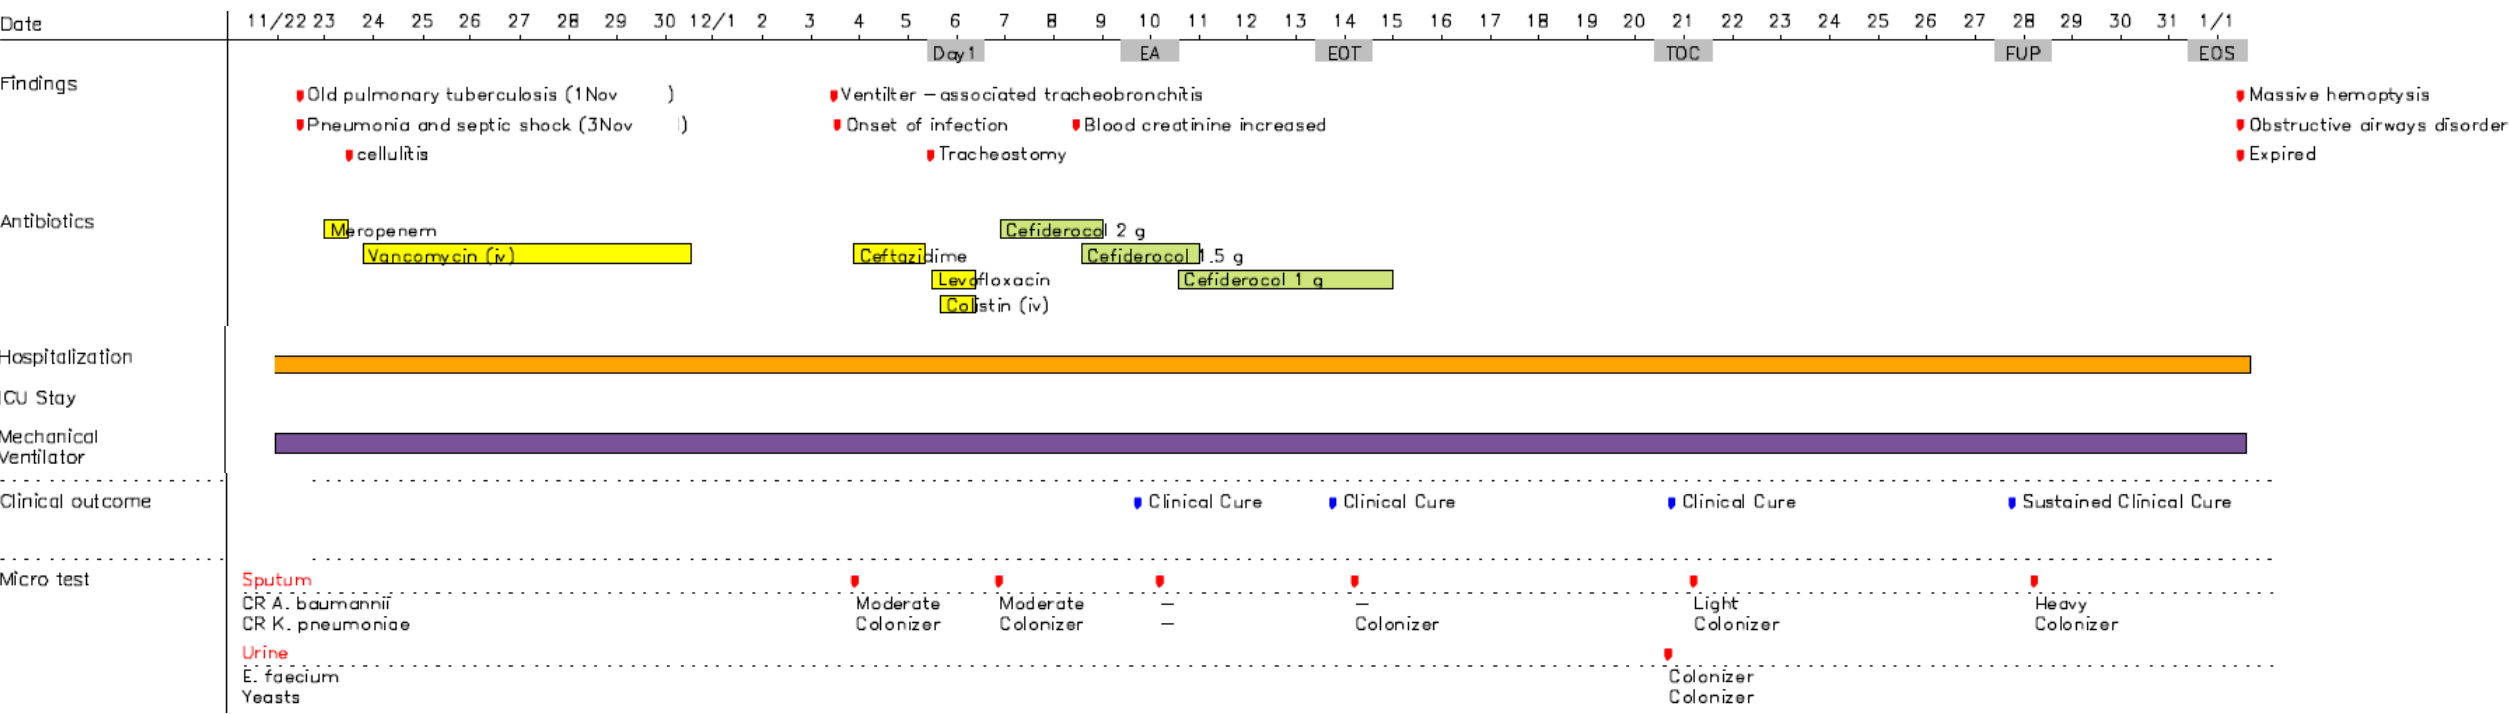 Date 11/22 23 24 25 26 27 28 29 30 12/1 2 3 4 5 6 7 8 9 10 11 12 13 14 15 16 17 18 19 20 21 22 23 24 25 26 27 28 29 30 31 1/1
Day1 EA EOT TOC FUP EOS
Findings
Old pulmonary tuberculosis (1Nov ) Ventilter -associated tracheobronchitis Massive hemoptysis
Pneumonia and septic shock (3Nov ) Onset of infection Blood creatinine increased Obstructive airways disorder
cellulitis Tracheostomy Expired
Antibiotics
Meropenem Cefiderocol 2 g
Vancomycin (iv) Ceftazidime Cefiderocol 1.5 g
Levofloxacin Cefiderocol 1 g
Colistin (iv)
Hospitalization
ICU Stay
Mechanical
Ventilator
Clinical outcome Clinical Cure Clinical Cure Clinical Cure Sustained Clinical Cure
Micro test Sputum
CR A. baumannii Moderate Moderate - - Light Heavy
CR K. pneumoniae Colonizer Colonizer - Colonizer Colonizer Colonizer
Urine
E. faecium Colonizer
Yeasts Colonizer